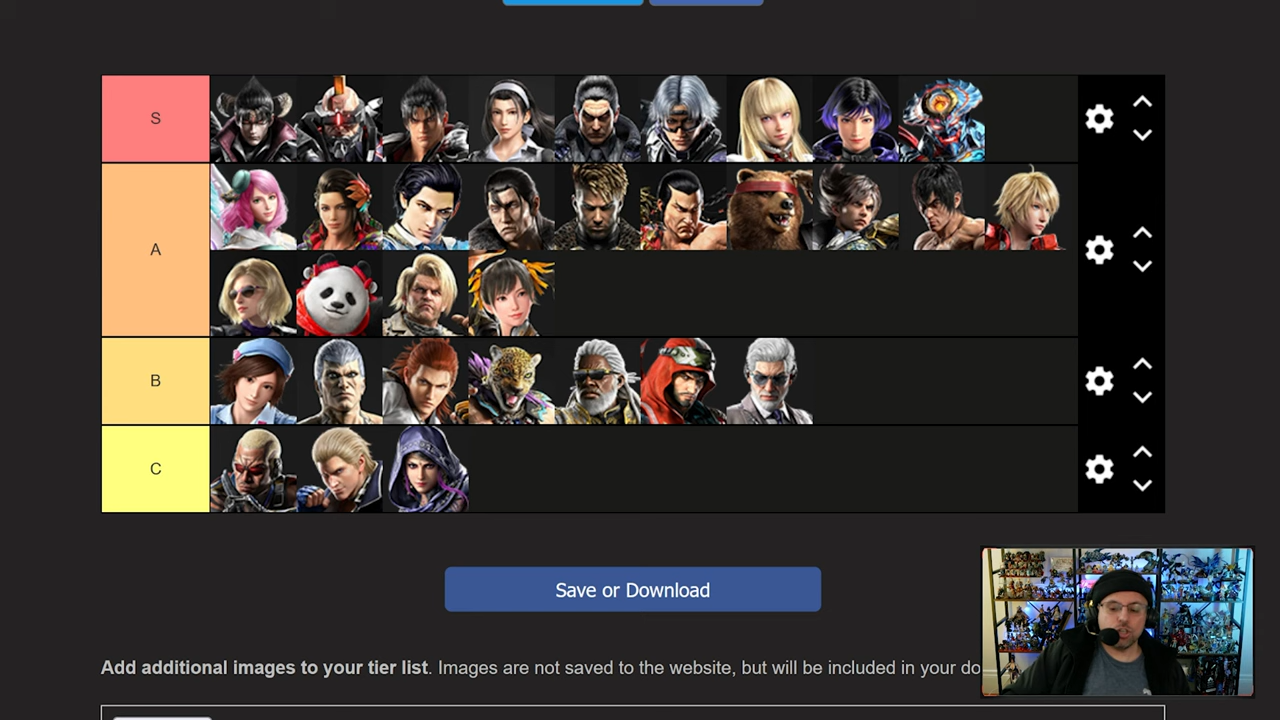 S
A
B
C
Save or Download
Add additional images to your tier list. Images are not saved to the website, but will be included in your do